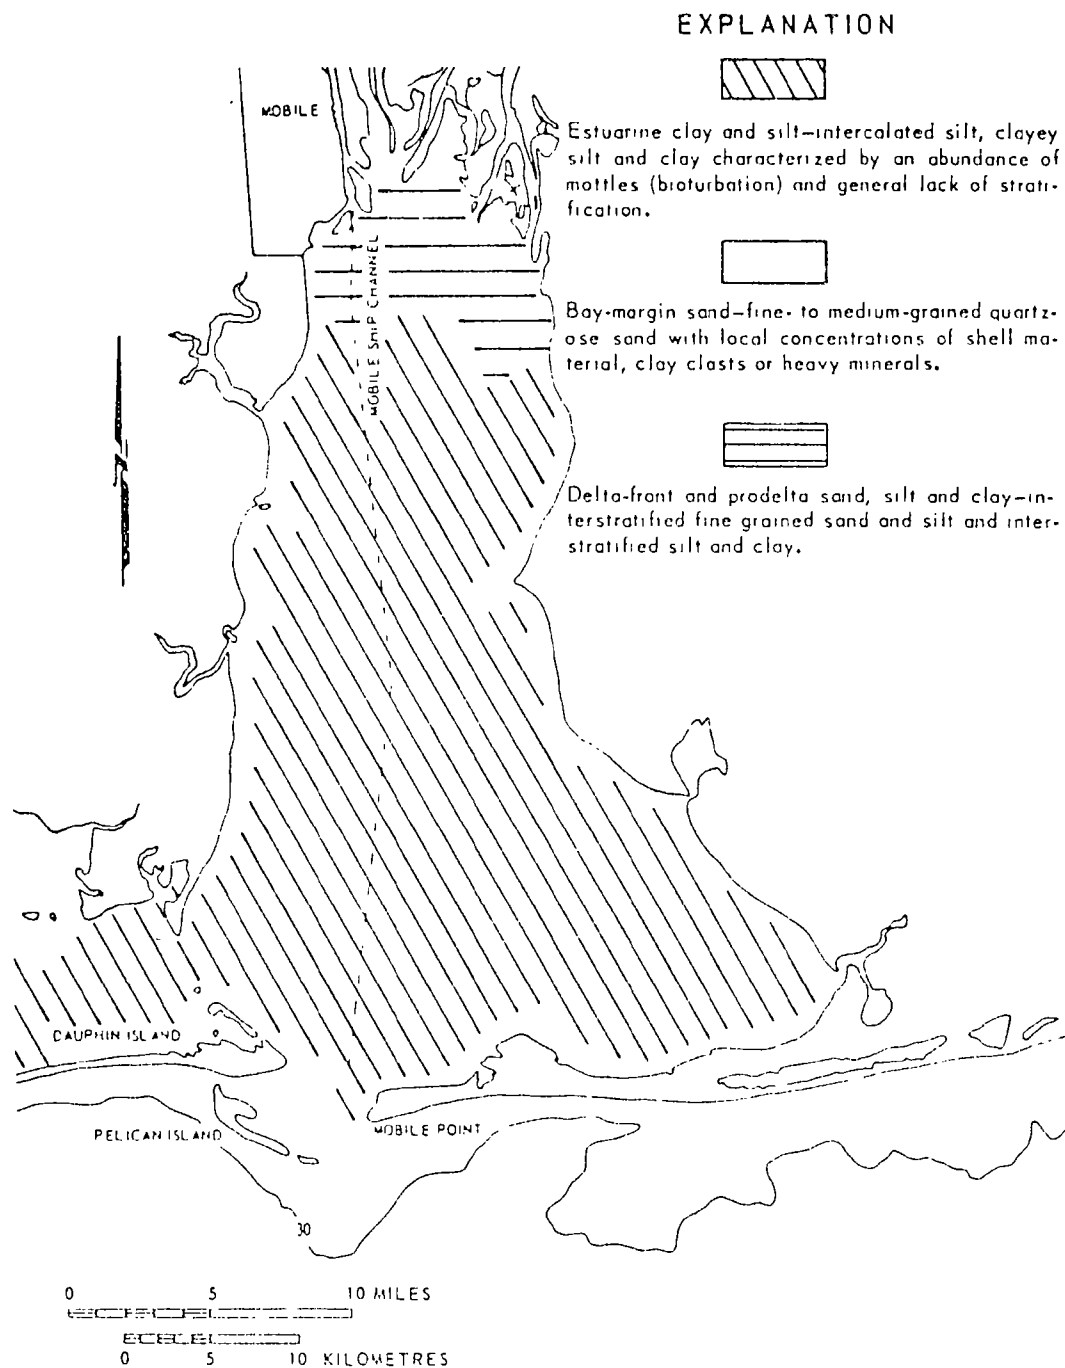 EXPLANATION
Estuarine clay and silt–intercalated silt, clayey
silt and clay characterized by an abundance of
mottles (bioturbation) and general lack of strati-
fication.
Bay-margin sand–fine- to medium-grained quartz-
ose sand with local concentrations of shell ma-
terial, clay clasts or heavy minerals.
Delta-front and prodelta sand, silt and clay–in-
terstratified fine grained sand and silt and inter-
stratified silt and clay.
MOBILE
MOBILE SHIP CHANNEL
DAUPHIN ISLAND
PELICAN ISLAND
MOBILE POINT
30
0 5 10 MILES
0 5 10 KILOMETRES